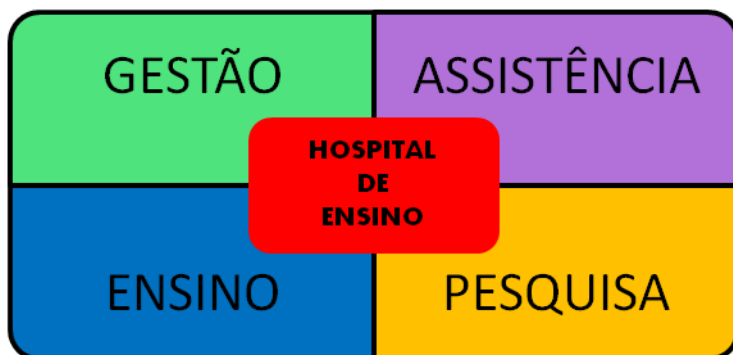 GESTÃO
ASSISTÊNCIA
HOSPITAL
DE
ENSINO
ENSINO
PESQUISA